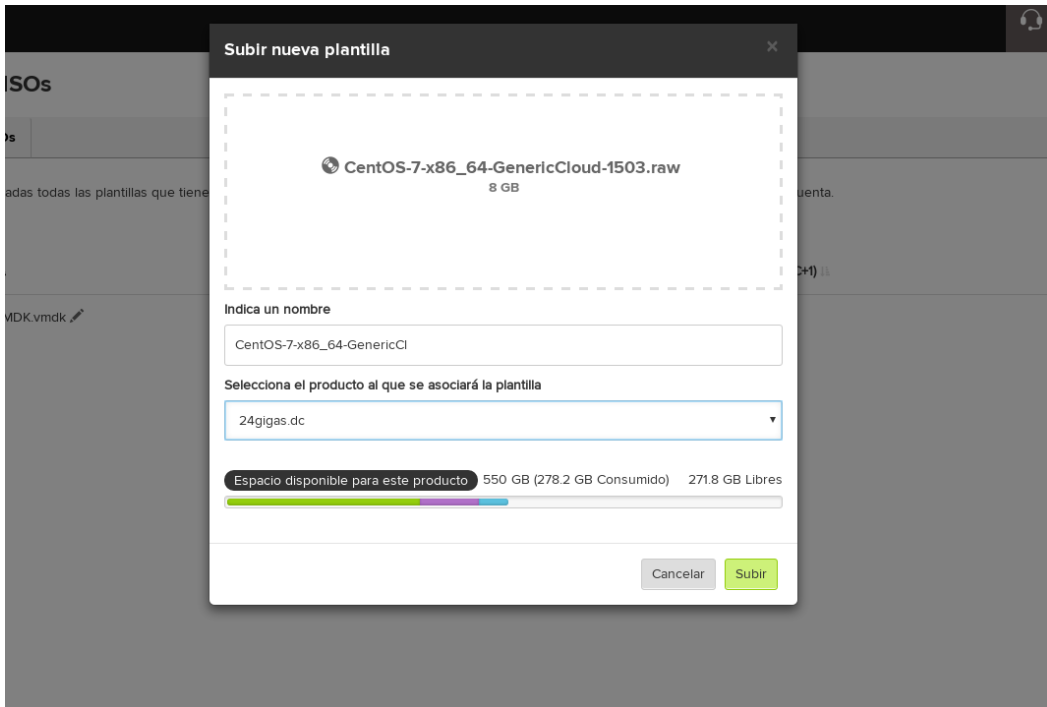 Subir nueva plantilla ×
ISOs
CentOS-7-x86_64-GenericCloud-1503.raw
8 GB
adas todas las plantillas que tiene
uenta.
C+1)
Indica un nombre
MDK.vmdk
CentOS-7-x86_64-GenericCl
Selecciona el producto al que se asociará la plantilla
24gigas.dc
Espacio disponible para este producto 550 GB (278.2 GB Consumido) 271.8 GB Libres
Cancelar Subir